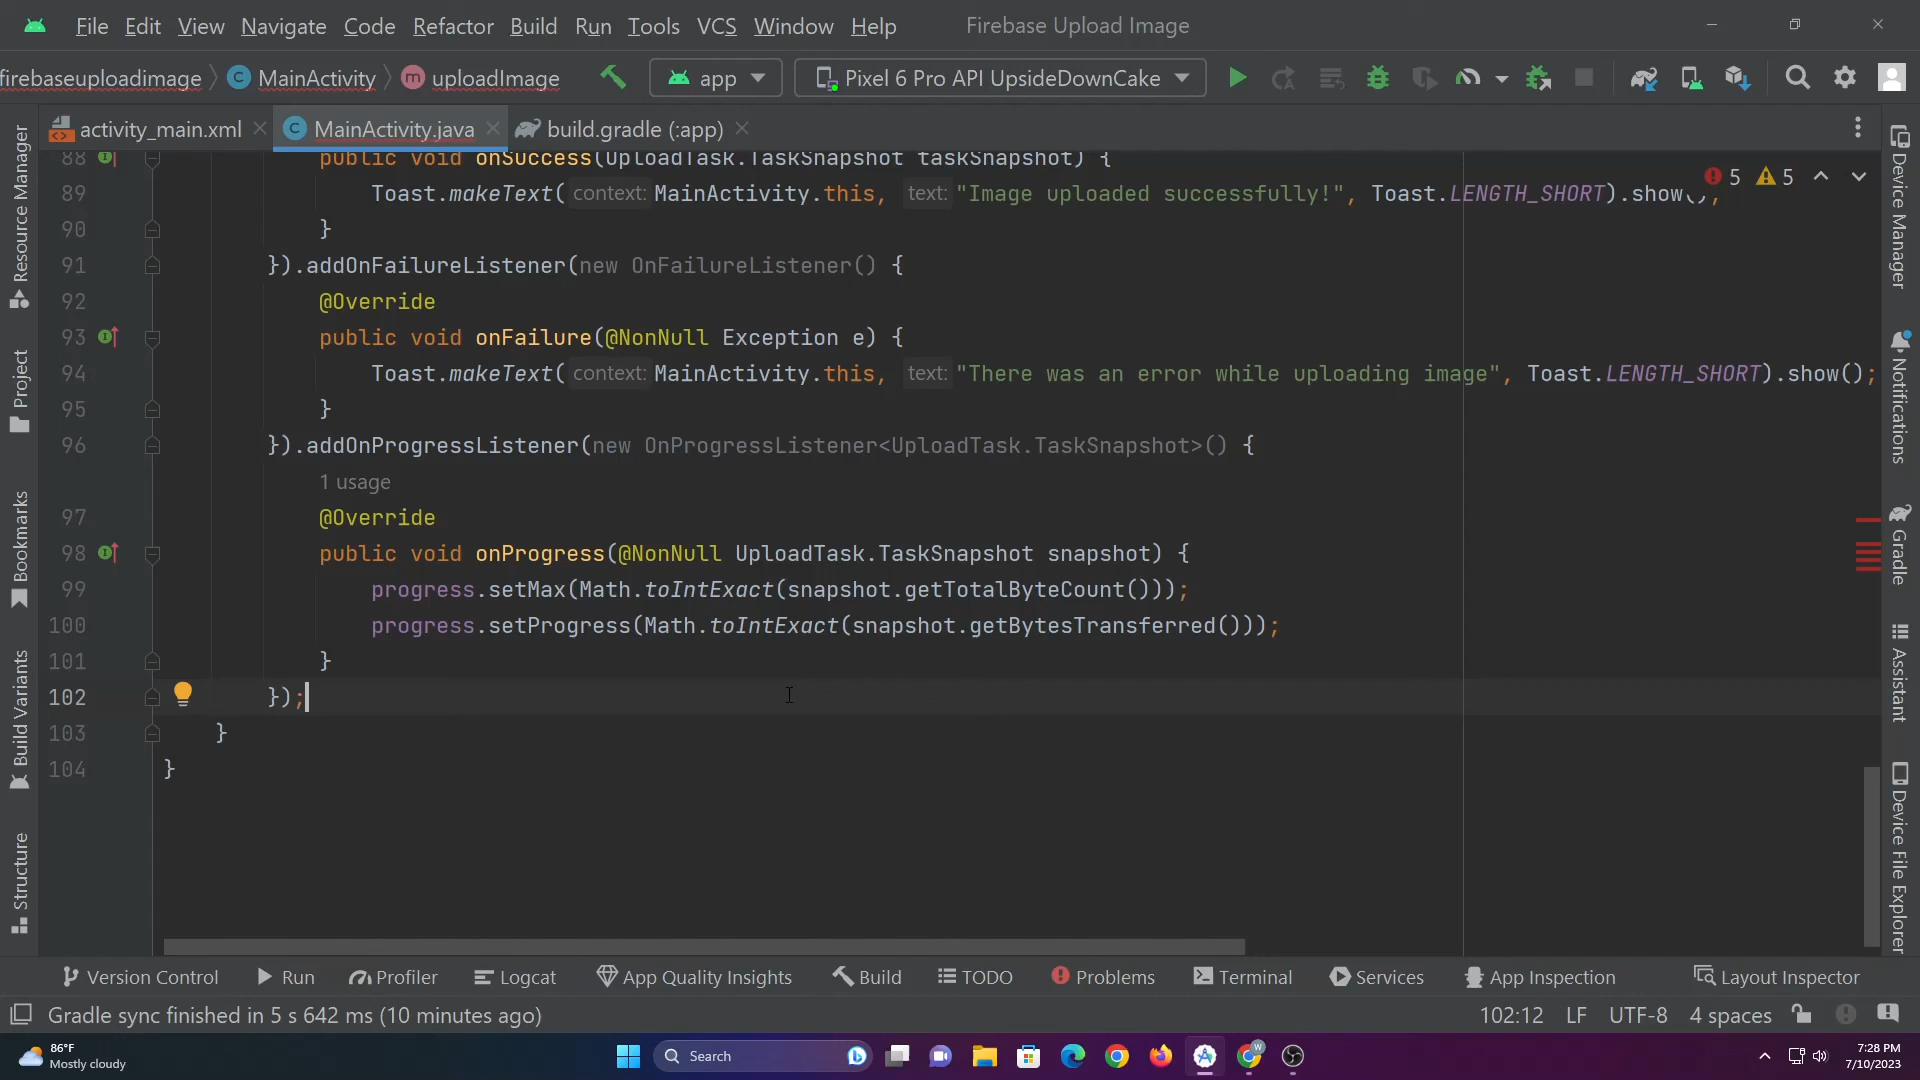 File Edit View Navigate Code Refactor Build Run Tools VCS Window Help Firebase Upload Image
firebaseuploadimage MainActivity uploadImage app Pixel 6 Pro API UpsideDownCake
activity_main.xml MainActivity.java build.gradle (:app)
88 public void onSuccess(UploadTask.TaskSnapshot taskSnapshot) {
89 Toast.makeText( context: MainActivity.this, text: "Image uploaded successfully!", Toast.LENGTH_SHORT).show(); 5 5
90 }
91 }).addOnFailureListener(new OnFailureListener() {
92 @Override
93 public void onFailure(@NonNull Exception e) {
94 Toast.makeText( context: MainActivity.this, text: "There was an error while uploading image", Toast.LENGTH_SHORT).show();
95 }
96 }).addOnProgressListener(new OnProgressListener<UploadTask.TaskSnapshot>() {
1 usage
97 @Override
98 public void onProgress(@NonNull UploadTask.TaskSnapshot snapshot) {
99 progress.setMax(Math.toIntExact(snapshot.getTotalByteCount()));
100 progress.setProgress(Math.toIntExact(snapshot.getBytesTransferred()));
101 }
102 });
103 }
104 }
Resource Manager
Project
Bookmarks
Build Variants
Structure
Device Manager
Notifications
Gradle
Assistant
Device File Explorer
Version Control Run Profiler Logcat App Quality Insights Build TODO Problems Terminal Services App Inspection Layout Inspector
Gradle sync finished in 5 s 642 ms (10 minutes ago) 102:12 LF UTF-8 4 spaces
86°F
Mostly cloudy
Search
W
7:28 PM
7/10/2023